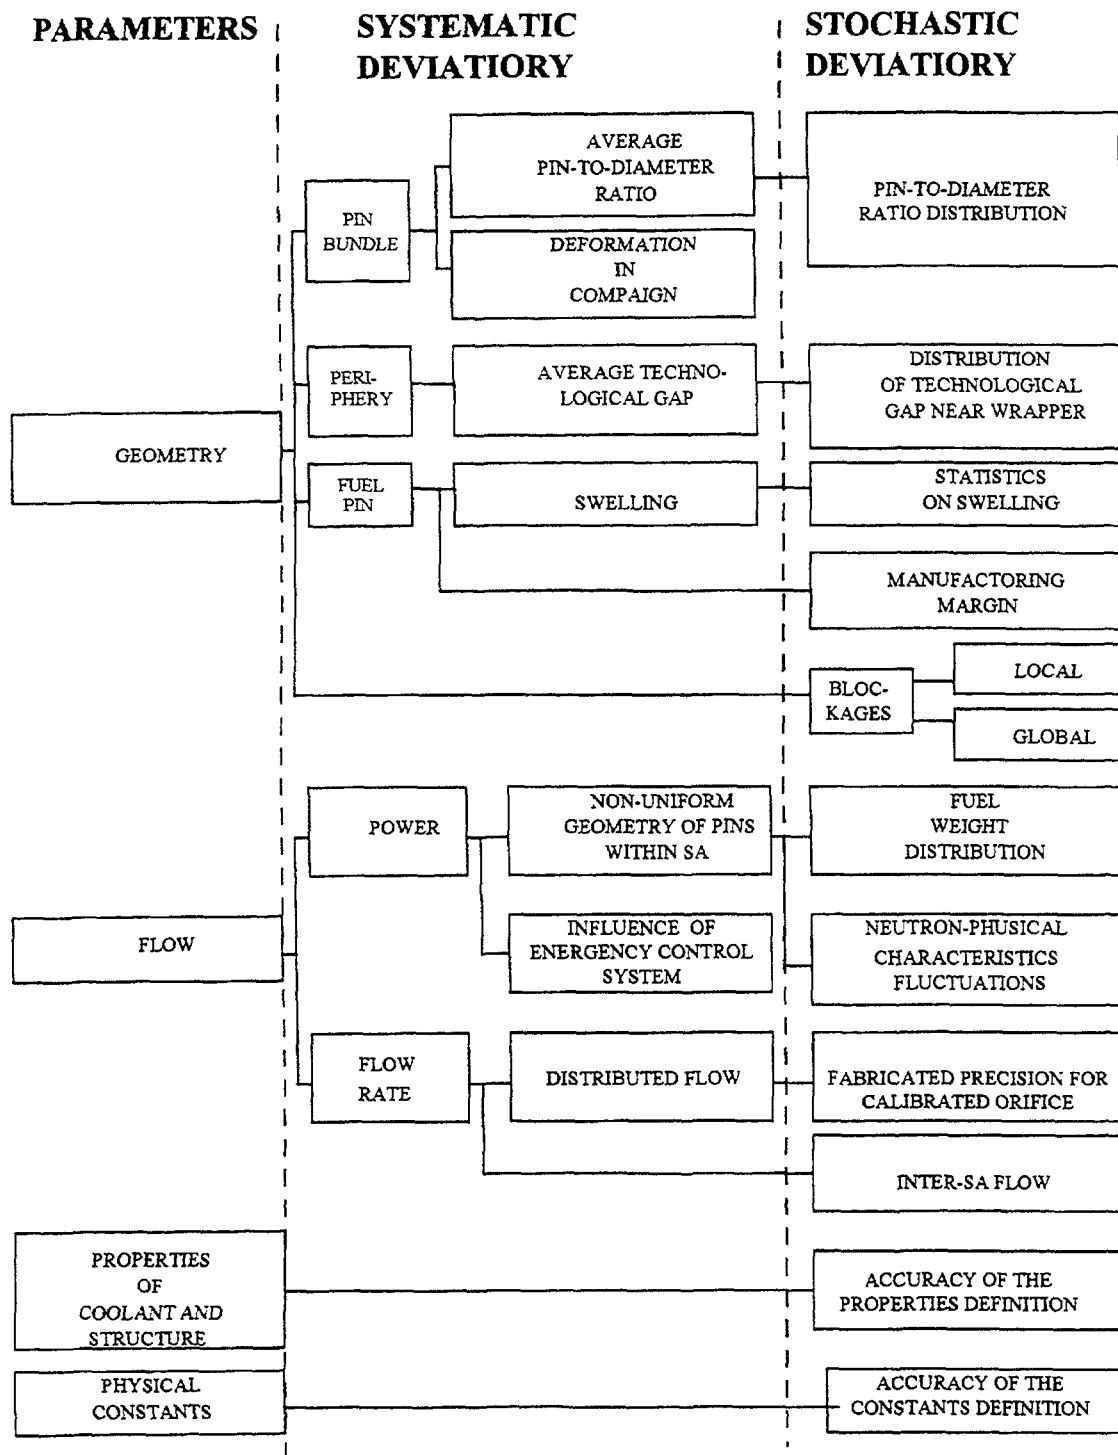 PARAMETERS
SYSTEMATIC
DEVIATIORY
STOCHASTIC
DEVIATIORY
PIN
BUNDLE
AVERAGE
PIN-TO-DIAMETER
RATIO
DEFORMATION
IN
COMPAIGN
PIN-TO-DIAMETER
RATIO DISTRIBUTION
GEOMETRY
PERI-
PHERY
AVERAGE TECHNO-
LOGICAL GAP
DISTRIBUTION
OF TECHNOLOGICAL
GAP NEAR WRAPPER
FUEL
PIN
SWELLING
STATISTICS
ON SWELLING
MANUFACTORING
MARGIN
BLOC-
KAGES
LOCAL
GLOBAL
FLOW
POWER
NON-UNIFORM
GEOMETRY OF PINS
WITHIN SA
FUEL
WEIGHT
DISTRIBUTION
INFLUENCE OF
ENERGENCY CONTROL
SYSTEM
NEUTRON-PHUSICAL
CHARACTERISTICS
FLUCTUATIONS
FLOW
RATE
DISTRIBUTED FLOW
FABRICATED PRECISION FOR
CALIBRATED ORIFICE
INTER-SA FLOW
PROPERTIES
OF
COOLANT AND
STRUCTURE
ACCURACY OF THE
PROPERTIES DEFINITION
PHYSICAL
CONSTANTS
ACCURACY OF THE
CONSTANTS DEFINITION